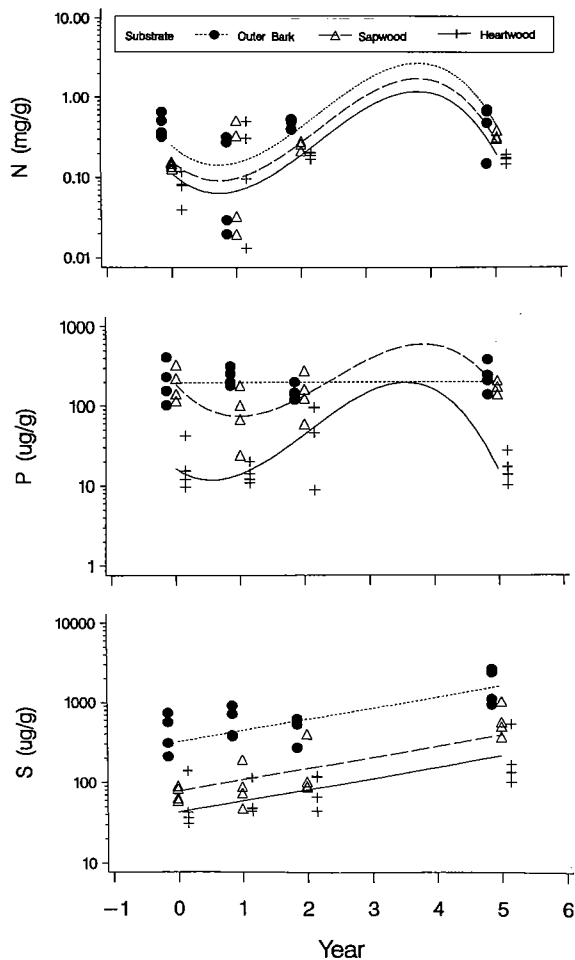 Substrate Outer Bark Sapwood Heartwood
10.00
1.00
0.10
0.01
N (mg/g)
1000
100
10
1
P (ug/g)
10000
1000
100
10
S (ug/g)
−1 0 1 2 3 4 5 6
Year